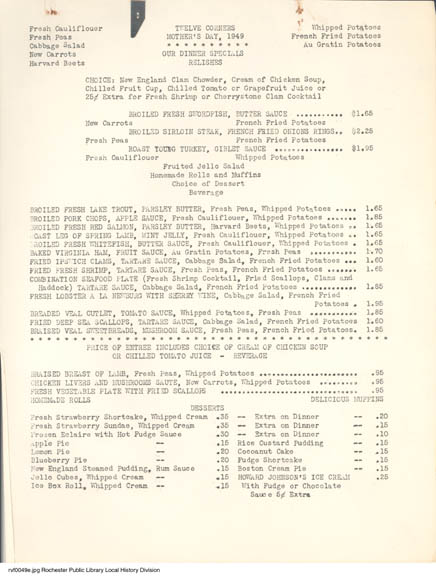 Fresh Cauliflower TWELVE CORNERS Whipped Potatoes
Fresh Peas MOTHER'S DAY, 1949 French Fried Potatoes
Cabbage Salad * * * * * * * * * * Au Gratin Potatoes
New Carrots OUR DINNER SPECIALS
Harvard Beets RELISHES
CHOICE: New England Clam Chowder, Cream of Chicken Soup,
Chilled Fruit Cup, Chilled Tomato or Grapefruit Juice or
25¢ Extra for Fresh Shrimp or Cherrystone Clam Cocktail
BROILED FRESH SWORDFISH, BUTTER SAUCE ........... $1.65
New Carrots French Fried Potatoes
BROILED SIRLOIN STEAK, FRENCH FRIED ONIONS RINGS.. $2.25
Fresh Peas French Fried Potatoes
ROAST YOUNG TURKEY, GIBLET SAUCE ............... $1.95
Fresh Cauliflower Whipped Potatoes
Fruited Jello Salad
Homemade Rolls and Muffins
Choice of Dessert
Beverage
BROILED FRESH LAKE TROUT, PARSLEY BUTTER, Fresh Peas, Whipped Potatoes ..... 1.65
BROILED PORK CHOPS, APPLE SAUCE, Fresh Cauliflower, Whipped Potatoes ....... 1.85
BROILED FRESH RED SALMON, PARSLEY BUTTER, Harvard Beets, Whipped Potatoes .. 1.65
ROAST LEG OF SPRING LAMB, MINT JELLY, Fresh Cauliflower, Whipped Potatoes .. 1.65
BROILED FRESH WHITEFISH, BUTTER SAUCE, Fresh Cauliflower, Whipped Potatoes . 1.65
BAKED VIRGINIA HAM, FRUIT SAUCE, Au Gratin Potatoes, Fresh Peas ........... 1.70
FRIED IPSWICH CLAMS, TARTARE SAUCE, Cabbage Salad, French Fried Potatoes ... 1.60
FRIED FRESH SHRIMP, TARTARE SAUCE, Fresh Peas, French Fried Potatoes ....... 1.65
COMBINATION SEAFOOD PLATE (Fresh Shrimp Cocktail, Fried Scallops, Clams and
Haddock) TARTARE SAUCE, Cabbage Salad, French Fried Potatoes ............. 1.85
FRESH LOBSTER A LA NEWBURG WITH SHERRY WINE, Cabbage Salad, French Fried
Potatoes . 1.95
BREADED VEAL CUTLET, TOMATO SAUCE, Whipped Potatoes, Fresh Peas ........... 1.85
FRIED DEEP SEA SCALLOPS, TARTARE SAUCE, Cabbage Salad, French Fried Potatoes 1.60
BRAISED VEAL SWEETBREADS, MUSHROOM SAUCE, Fresh Peas, French Fried Potatoes. 1.85
* * * * * * * * * * * * * * * * * * * * * * * * * * * * * * * * * * * * *
PRICE OF ENTREE INCLUDES CHOICE OF CREAM OF CHICKEN SOUP
OR CHILLED TOMATO JUICE -- BEVERAGE
BRAISED BREAST OF LAMB, Fresh Peas, Whipped Potatoes ...................... .95
CHICKEN LIVERS AND MUSHROOMS SAUTE, New Carrots, Whipped Potatoes ........ .95
FRESH VEGETABLE PLATE WITH FRIED SCALLOPS ............................... .95
HOMEMADE ROLLS DELICIOUS MUFFINS
DESSERTS
Fresh Strawberry Shortcake, Whipped Cream .35 -- Extra on Dinner -- .20
Fresh Strawberry Sundae, Whipped Cream .35 -- Extra on Dinner -- .15
Frozen Eclaire with Hot Fudge Sauce .30 -- Extra on Dinner -- .10
Apple Pie -- .15 Rice Custard Pudding -- .15
Lemon Pie -- .20 Cocoanut Cake -- .15
Blueberry Pie -- .20 Fudge Shortcake -- .15
New England Steamed Pudding, Rum Sauce .15 Boston Cream Pie -- .15
Jello Cubes, Whipped Cream -- .15 HOWARD JOHNSON'S ICE CREAM .25
Ice Box Roll, Whipped Cream -- .15 With Fudge or Chocolate
Sauce 5¢ Extra
rvf0049e.jpg Rochester Public Library Local History Division